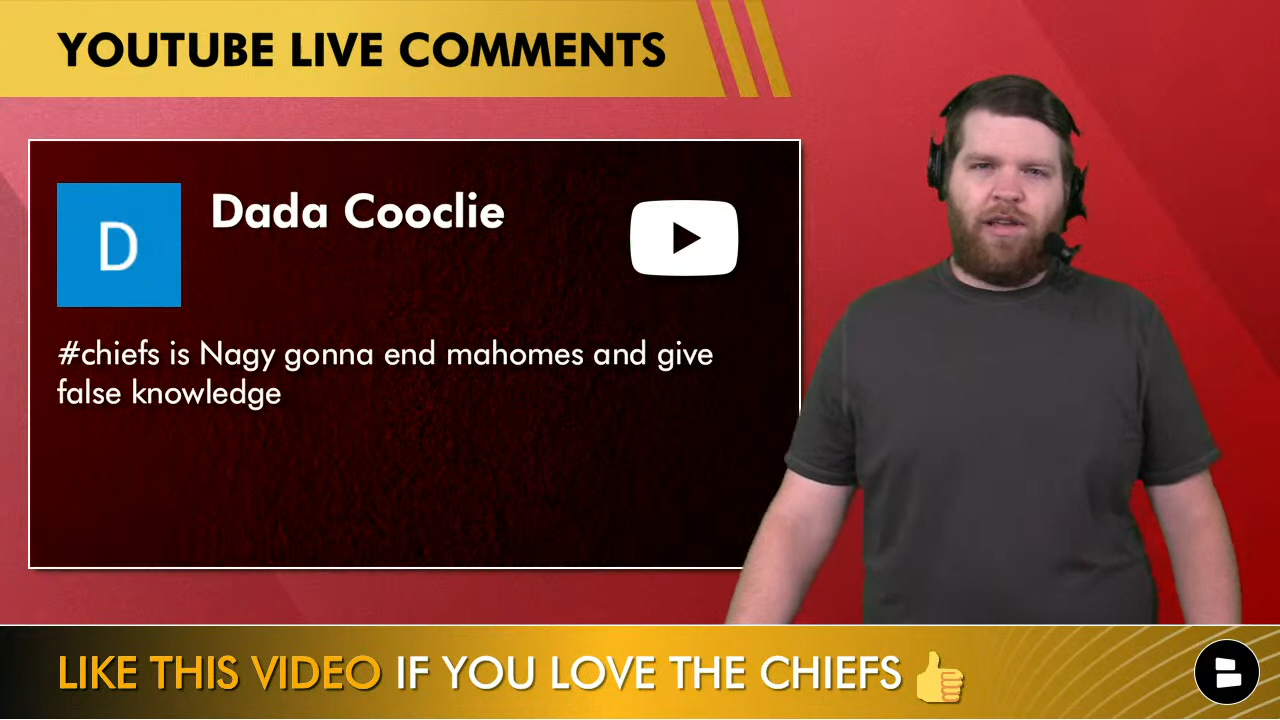 YOUTUBE LIVE COMMENTS
D
Dada Cooclie
#chiefs is Nagy gonna end mahomes and give
false knowledge
LIKE THIS VIDEO IF YOU LOVE THE CHIEFS